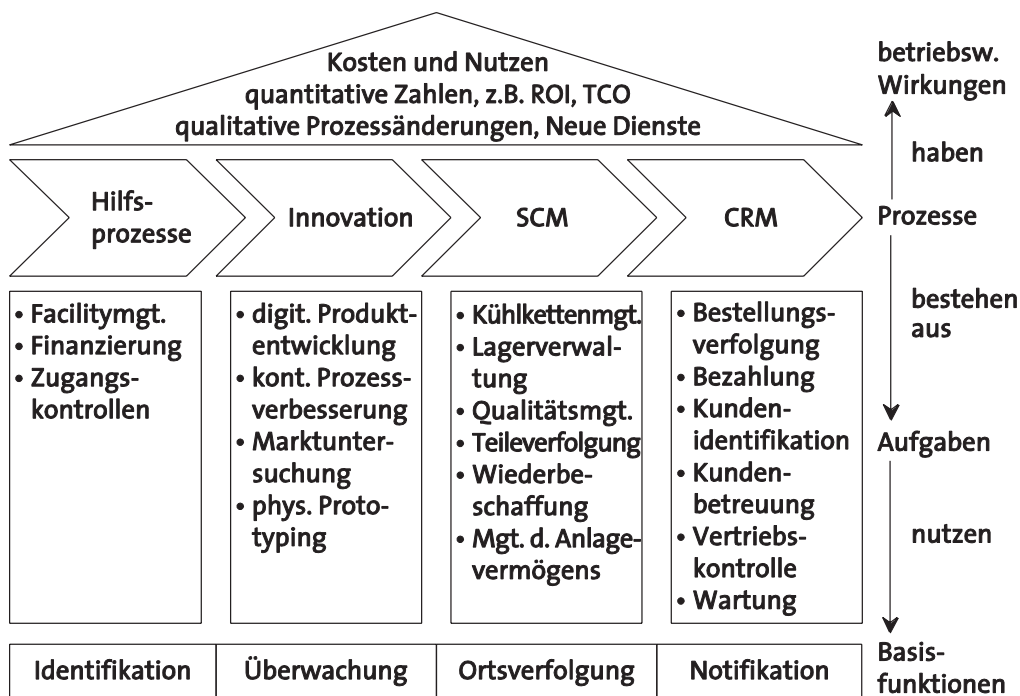 Kosten und Nutzen
quantitative Zahlen, z.B. ROI, TCO
qualitative Prozessänderungen, Neue Dienste
betriebsw.
Wirkungen
haben
Hilfs-
prozesse
Innovation
SCM
CRM
Prozesse
• Facilitymgt.
• Finanzierung
• Zugangs-
kontrollen
• digit. Produkt-
entwicklung
• kont. Prozess-
verbesserung
• Marktunter-
suchung
• phys. Proto-
typing
• Kühlkettenmgt.
• Lagerverwal-
tung
• Qualitätsmgt.
• Teileverfolgung
• Wiederbe-
schaffung
• Mgt. d. Anlage-
vermögens
• Bestellungs-
verfolgung
• Bezahlung
• Kunden-
identifikation
• Kunden-
betreuung
• Vertriebs-
kontrolle
• Wartung
bestehen
aus
Aufgaben
nutzen
Identifikation
Überwachung
Ortsverfolgung
Notifikation
Basis-
funktionen